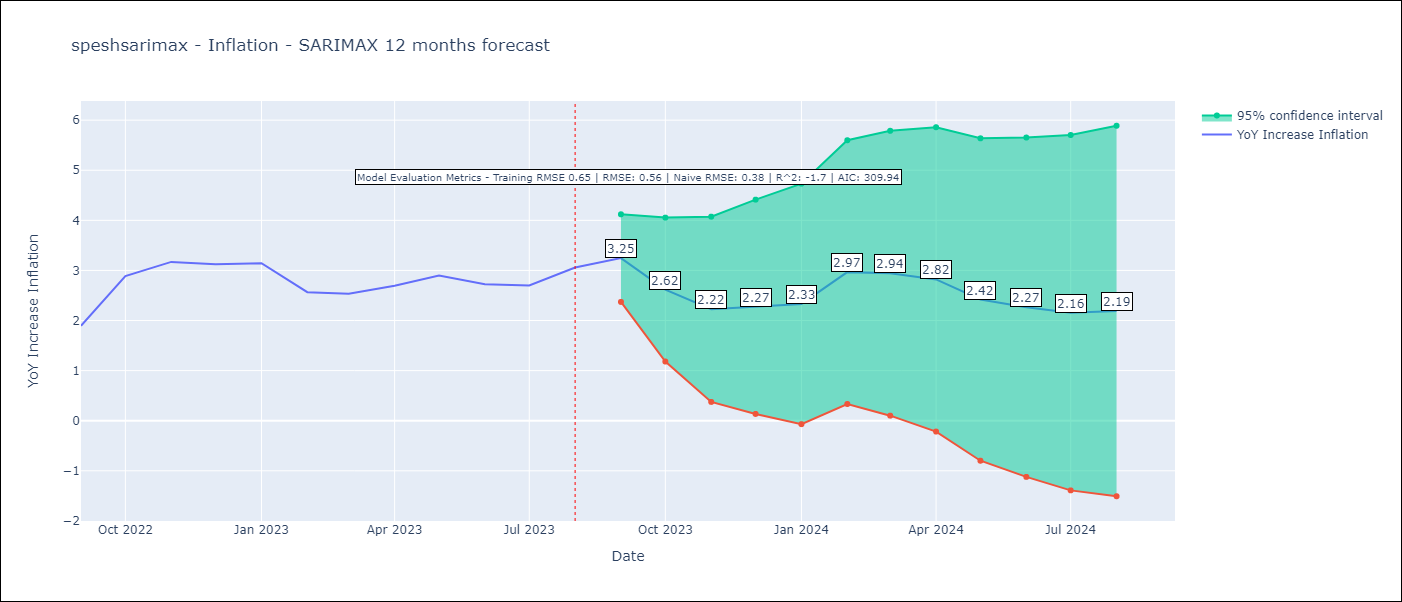 speshsarimax - Inflation - SARIMAX 12 months forecast
95% confidence interval
YoY Increase Inflation
Model Evaluation Metrics - Training RMSE 0.65 | RMSE: 0.56 | Naive RMSE: 0.38 | R^2: -1.7 | AIC: 309.94
YoY Increase Inflation
6
5
4
3
2
1
0
−1
−2
3.25
2.62
2.22
2.27
2.33
2.97
2.94
2.82
2.42
2.27
2.16
2.19
Oct 2022
Jan 2023
Apr 2023
Jul 2023
Oct 2023
Jan 2024
Apr 2024
Jul 2024
Date